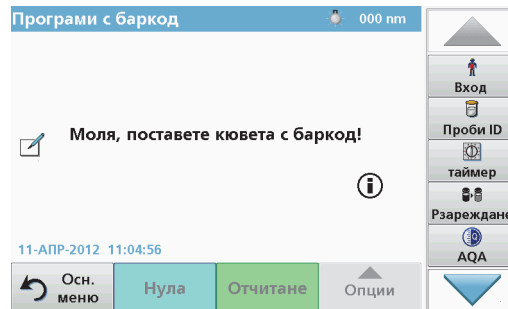 Програми с баркод
000 nm
Моля, поставете кювета с баркод!
11-АПР-2012 11:04:56
Осн. меню
Нула
Отчитане
Опции
Вход
Проби ID
таймер
Рзареждане
AQA